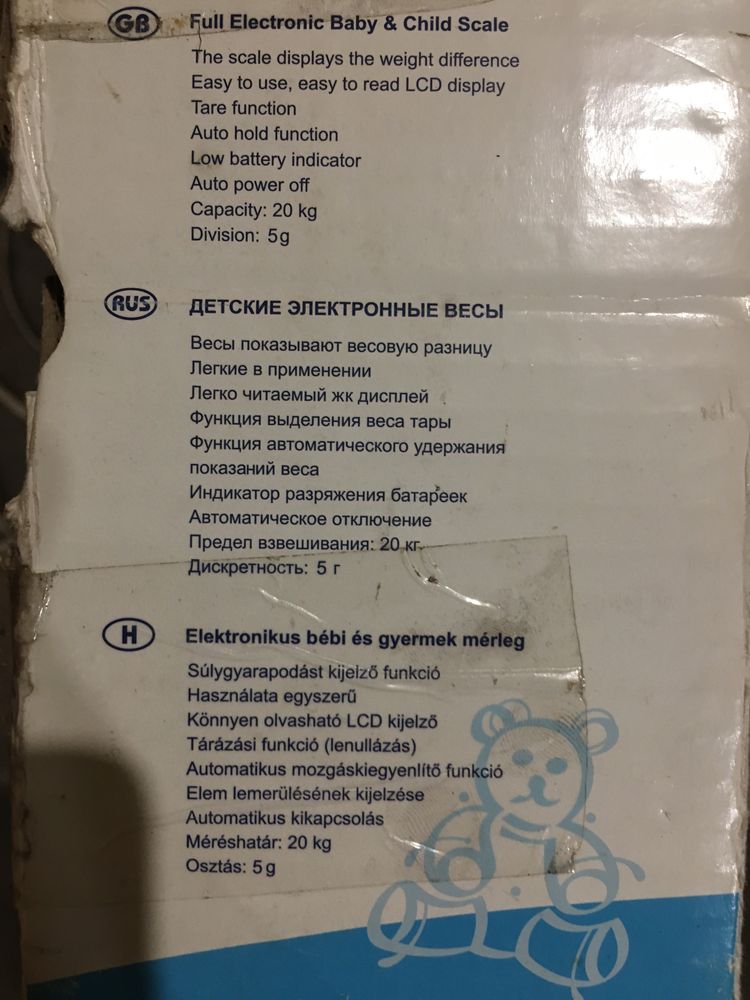 GB Full Electronic Baby & Child Scale
The scale displays the weight difference
Easy to use, easy to read LCD display
Tare function
Auto hold function
Low battery indicator
Auto power off
Capacity: 20 kg
Division: 5g
RUS ДЕТСКИЕ ЭЛЕКТРОННЫЕ ВЕСЫ
Весы показывают весовую разницу
Легкие в применении
Легко читаемый жк дисплей
Функция выделения веса тары
Функция автоматического удержания
показаний веса
Индикатор разряжения батареек
Автоматическое отключение
Предел взвешивания: 20 кг.
Дискретность: 5 г
H Elektronikus bébi és gyermek mérleg
Súlygyarapodást kijelző funkció
Használata egyszerű
Könnyen olvasható LCD kijelző
Tárázási funkció (lenullázás)
Automatikus mozgáskiegyenlítő funkció
Elem lemerülésének kijelzése
Automatikus kikapcsolás
Méréshatár: 20 kg
Osztás: 5g